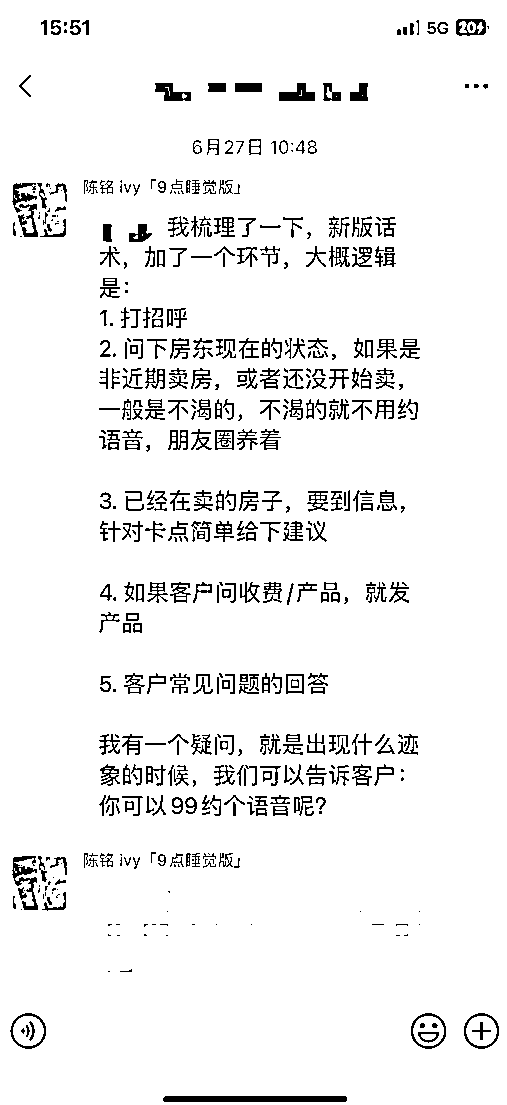 15:51
5G 20
6月27日 10:48
陈铭 ivy「9点睡觉版」
我梳理了一下，新版话
术，加了一个环节，大概逻辑
是：
1. 打招呼
2. 问下房东现在的状态，如果是
非近期卖房，或者还没开始卖，
一般是不渴的，不渴的就不用约
语音，朋友圈养着
3. 已经在卖的房子，要到信息，
针对卡点简单给下建议
4. 如果客户问收费/产品，就发
产品
5. 客户常见问题的回答
我有一个疑问，就是出现什么迹
象的时候，我们可以告诉客户：
你可以99约个语音呢？
陈铭 ivy「9点睡觉版」